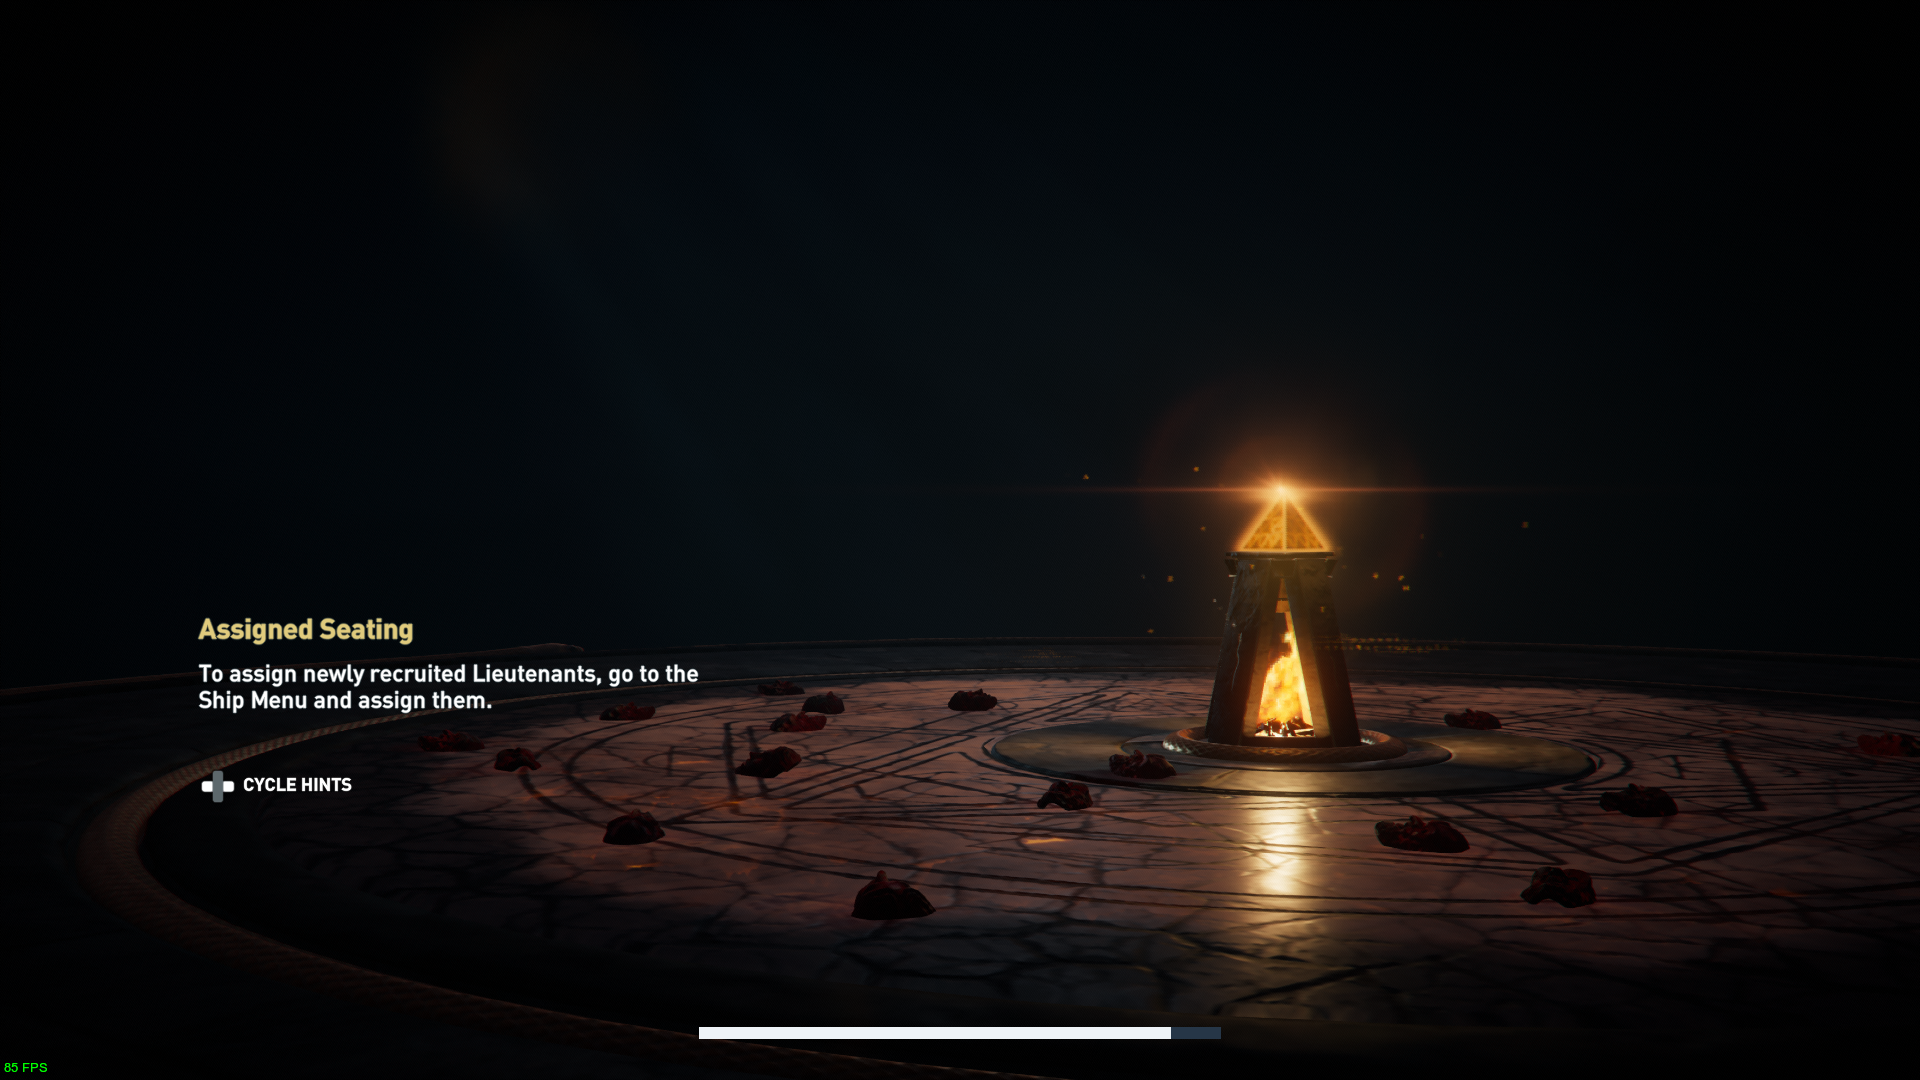 Assigned Seating
To assign newly recruited Lieutenants, go to the
Ship Menu and assign them.
CYCLE HINTS
85 FPS